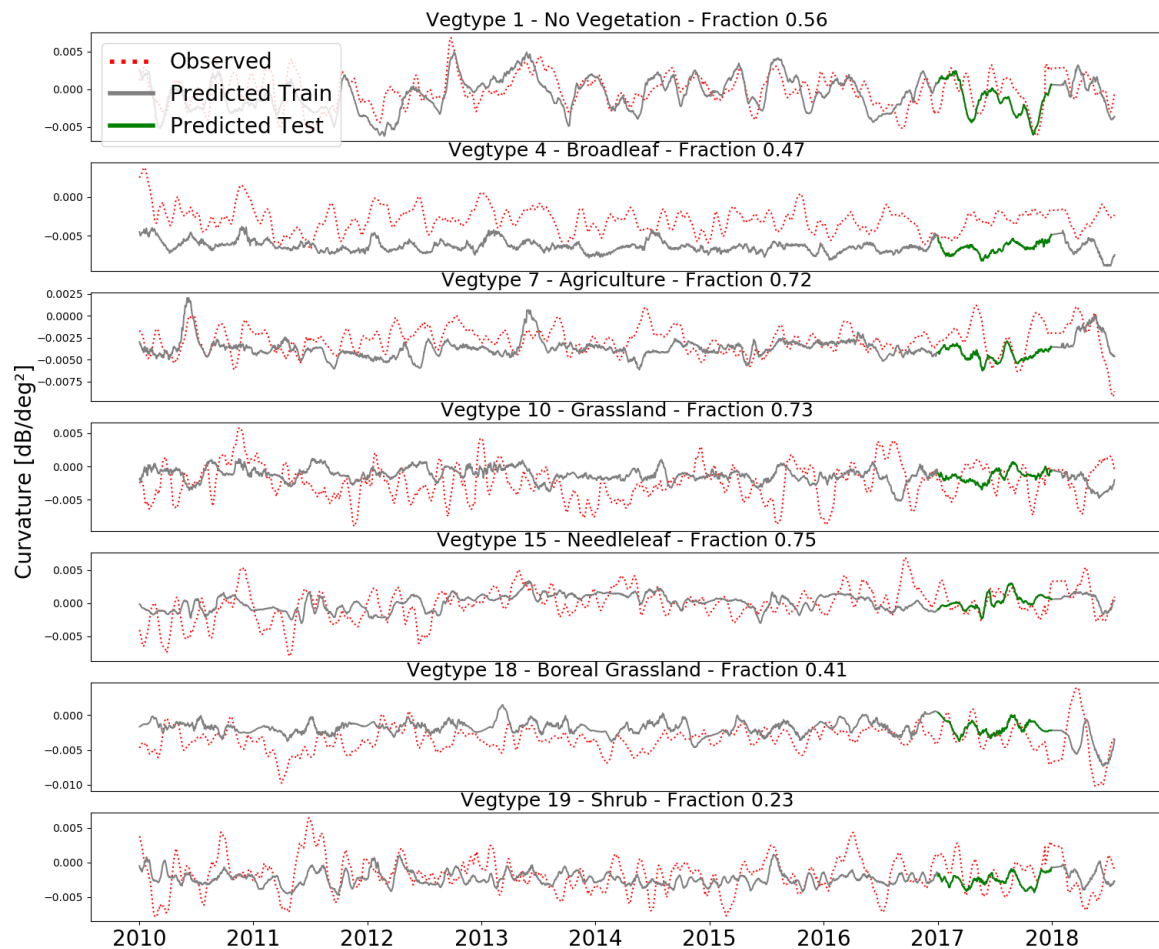 Vegtype 1 - No Vegetation - Fraction 0.56
0.005
0.000
−0.005
Observed
Predicted Train
Predicted Test
Vegtype 4 - Broadleaf - Fraction 0.47
0.000
−0.005
Vegtype 7 - Agriculture - Fraction 0.72
0.0025
0.0000
−0.0025
−0.0050
−0.0075
Vegtype 10 - Grassland - Fraction 0.73
0.005
0.000
−0.005
Curvature [dB/deg²]
Vegtype 15 - Needleleaf - Fraction 0.75
0.005
0.000
−0.005
Vegtype 18 - Boreal Grassland - Fraction 0.41
0.000
−0.005
−0.010
Vegtype 19 - Shrub - Fraction 0.23
0.005
0.000
−0.005
2010 2011 2012 2013 2014 2015 2016 2017 2018